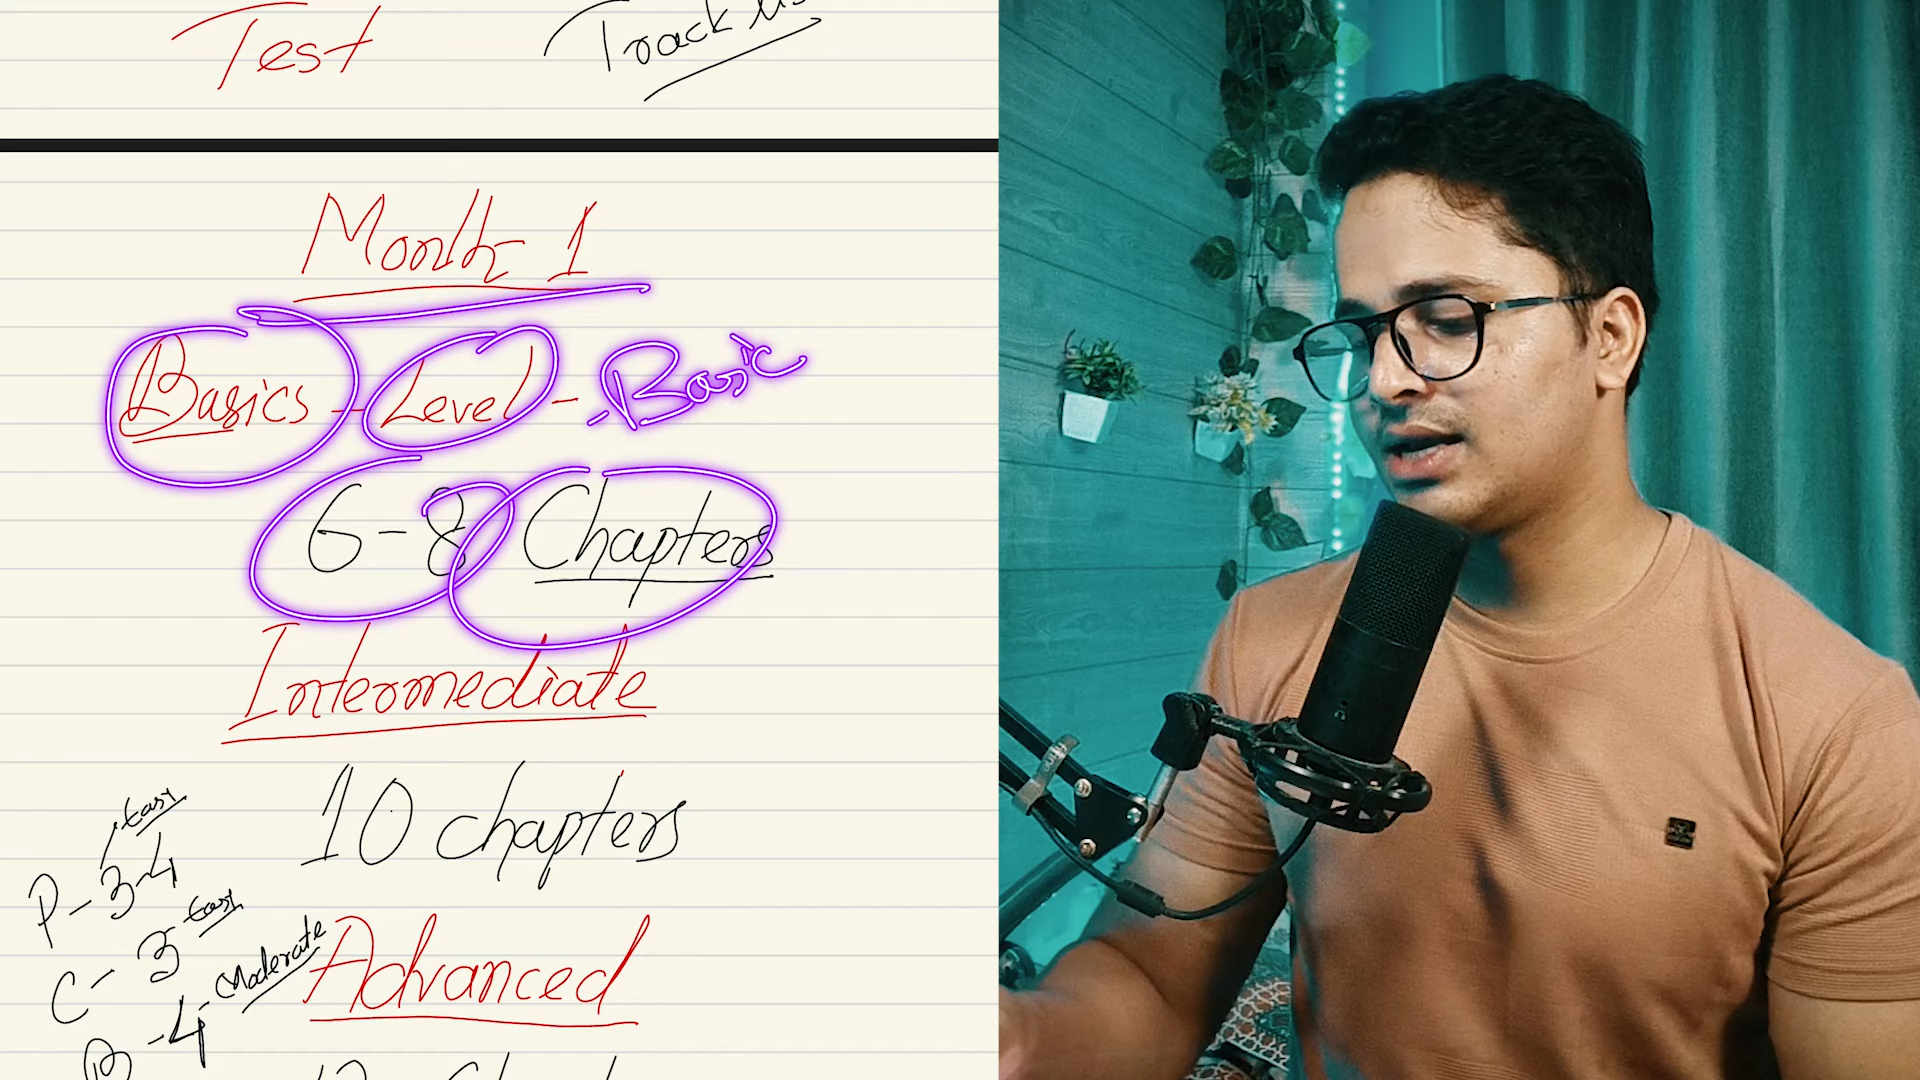 Test Track
Month 1
Basics - Level - Basic
6-8 Chapters
Intermediate
10 chapters
Easy
P-3-4
Easy
C-3
Moderate
Advanced
B-4